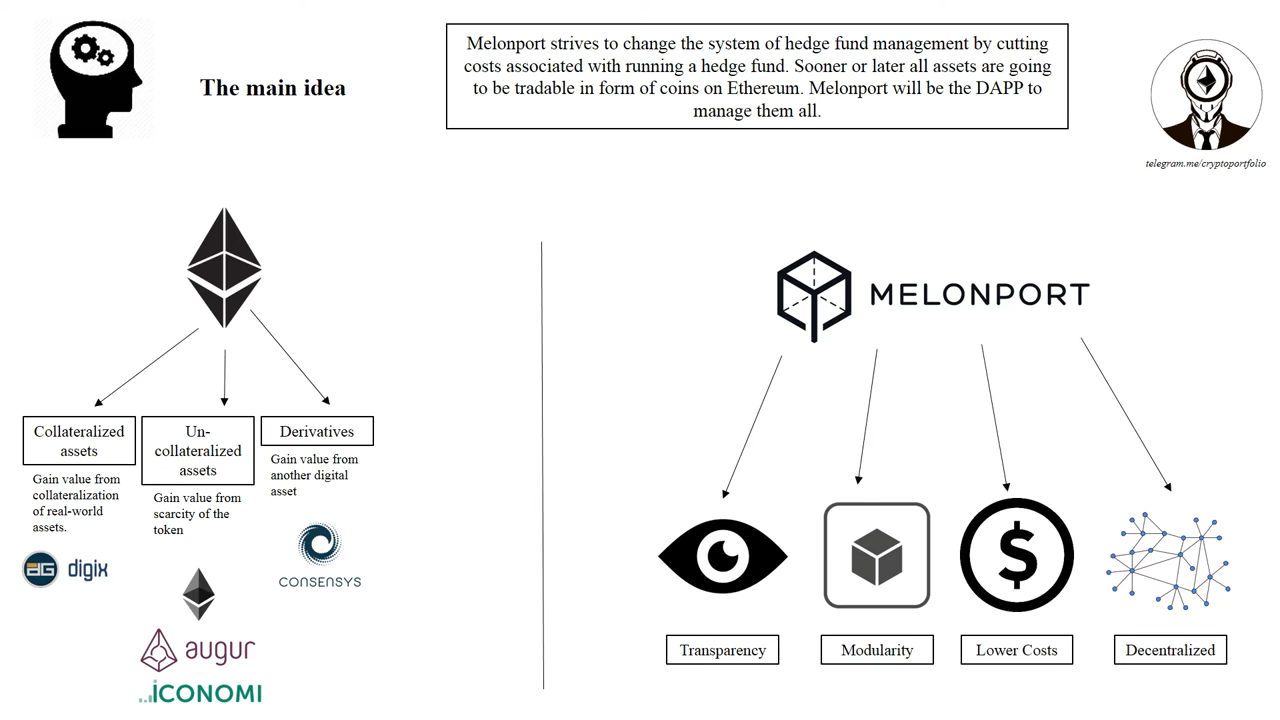 The main idea
Melonport strives to change the system of hedge fund management by cutting
costs associated with running a hedge fund. Sooner or later all assets are going
to be tradable in form of coins on Ethereum. Melonport will be the DAPP to
manage them all.
telegram.me/cryptoportfolio
Collateralized
assets
Gain value from
collateralization
of real-world
assets.
DG digix
Un-
collateralized
assets
Gain value from
scarcity of the
token
augur
ICONOMI
Derivatives
Gain value from
another digital
asset
CONSENSYS
MELONPORT
$
Transparency
Modularity
Lower Costs
Decentralized